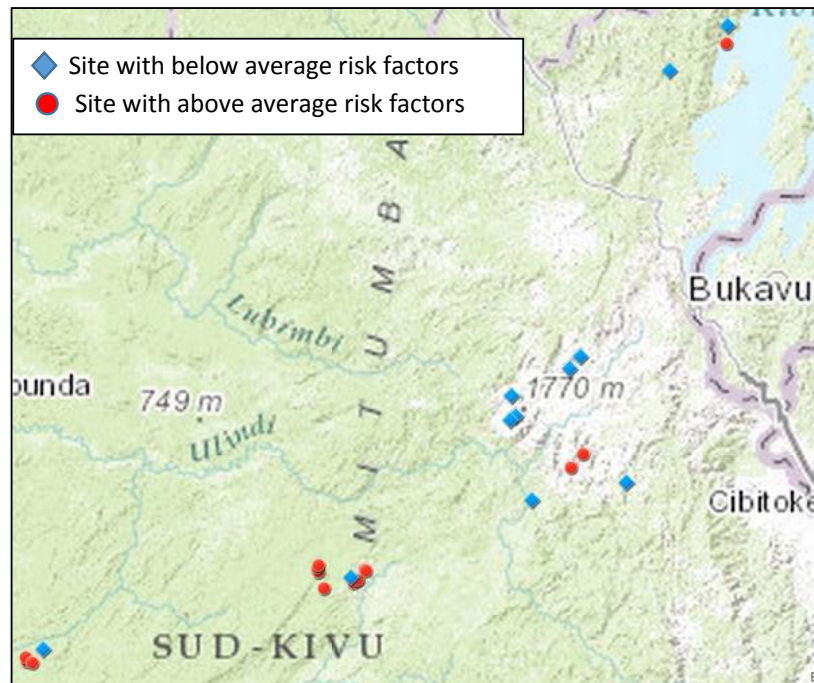 Site with below average risk factors
Site with above average risk factors
MITUMBA
Bukavu
Lubimbi
1770 m
ounda
749 m
Ulindi
Cibitoke
SUD-KIVU